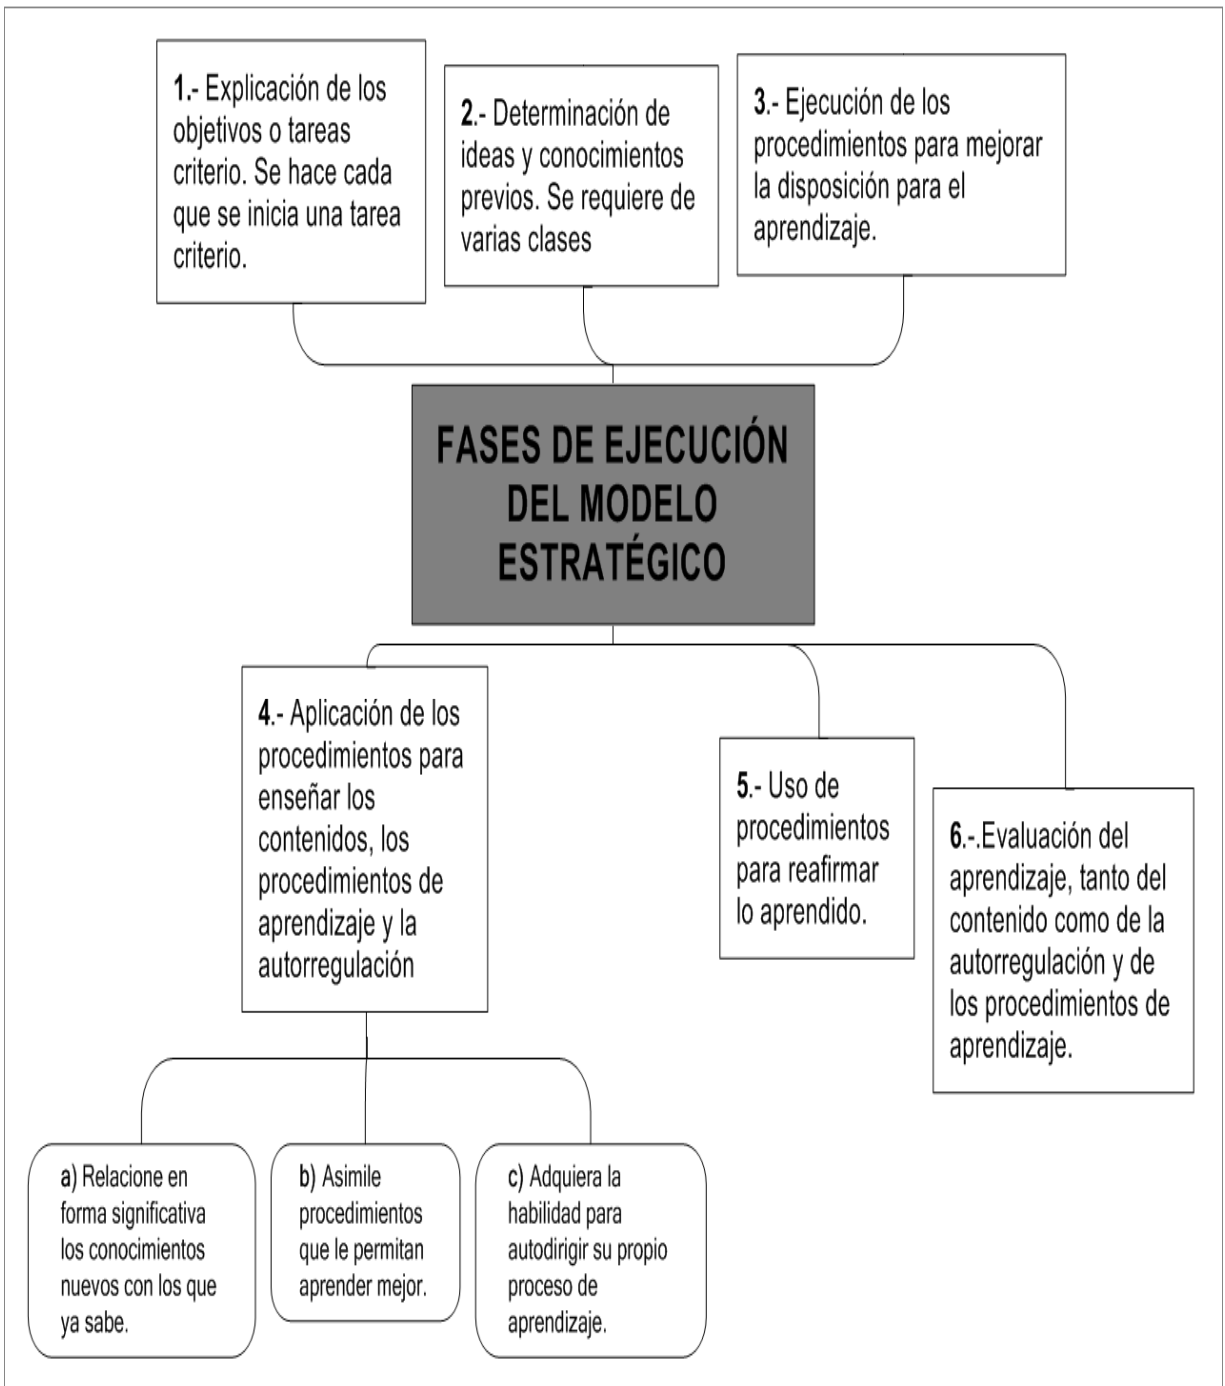 1.- Explicación de los
objetivos o tareas
criterio. Se hace cada
que se inicia una tarea
criterio.
2.- Determinación de
ideas y conocimientos
previos. Se requiere de
varias clases
3.- Ejecución de los
procedimientos para mejorar
la disposición para el
aprendizaje.
FASES DE EJECUCIÓN
DEL MODELO
ESTRATÉGICO
4.- Aplicación de los
procedimientos para
enseñar los
contenidos, los
procedimientos de
aprendizaje y la
autorregulación
5.- Uso de
procedimientos
para reafirmar
lo aprendido.
6.-.Evaluación del
aprendizaje, tanto del
contenido como de la
autorregulación y de
los procedimientos de
aprendizaje.
a) Relacione en
forma significativa
los conocimientos
nuevos con los que
ya sabe.
b) Asimile
procedimientos
que le permitan
aprender mejor.
c) Adquiera la
habilidad para
autodirigir su propio
proceso de
aprendizaje.